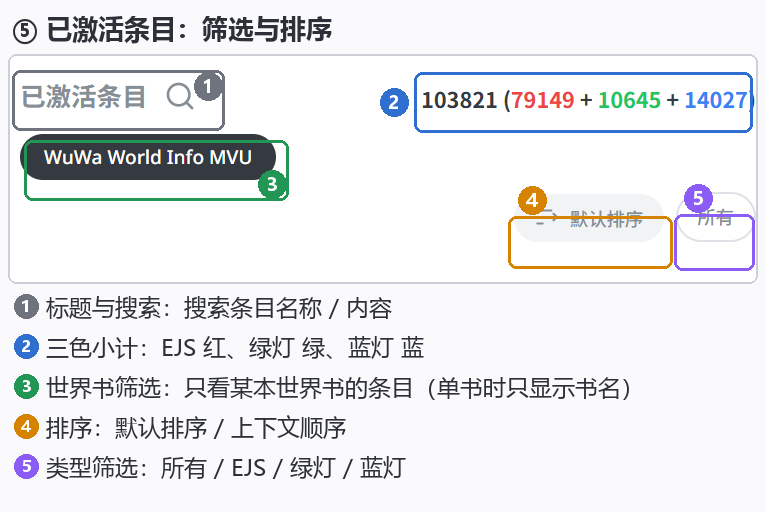 ⑤ 已激活条目：筛选与排序
已激活条目 1
2 103821 (79149 + 10645 + 14027)
WuWa World Info MVU
3
4 5
默认排序 所有
1 标题与搜索：搜索条目名称 / 内容
2 三色小计：EJS 红、绿灯 绿、蓝灯 蓝
3 世界书筛选：只看某本世界书的条目（单书时只显示书名）
4 排序：默认排序 / 上下文顺序
5 类型筛选：所有 / EJS / 绿灯 / 蓝灯